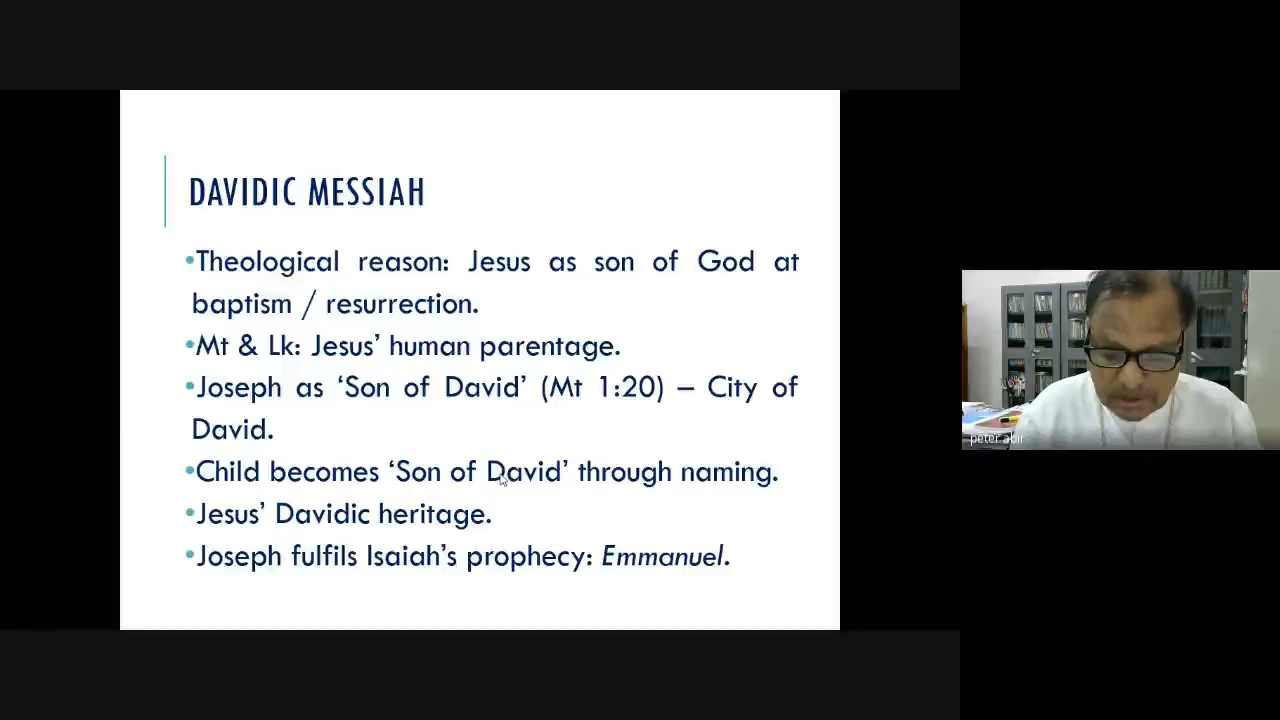 DAVIDIC MESSIAH
•Theological reason: Jesus as son of God at
baptism / resurrection.
•Mt & Lk: Jesus’ human parentage.
•Joseph as ‘Son of David’ (Mt 1:20) – City of
David.
•Child becomes ‘Son of David’ through naming.
•Jesus’ Davidic heritage.
•Joseph fulfils Isaiah’s prophecy: Emmanuel.
peter abir